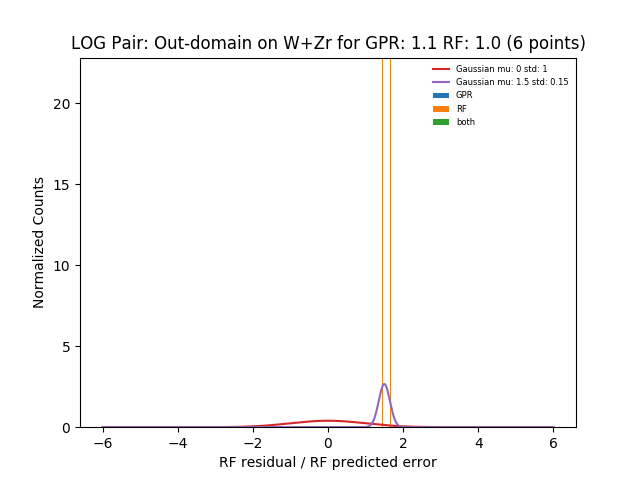 LOG Pair: Out-domain on W+Zr for GPR: 1.1 RF: 1.0 (6 points)
Gaussian mu: 0 std: 1
Gaussian mu: 1.5 std: 0.15
GPR
RF
both
Normalized Counts
20
15
10
5
0
−6 −4 −2 0 2 4 6
RF residual / RF predicted error